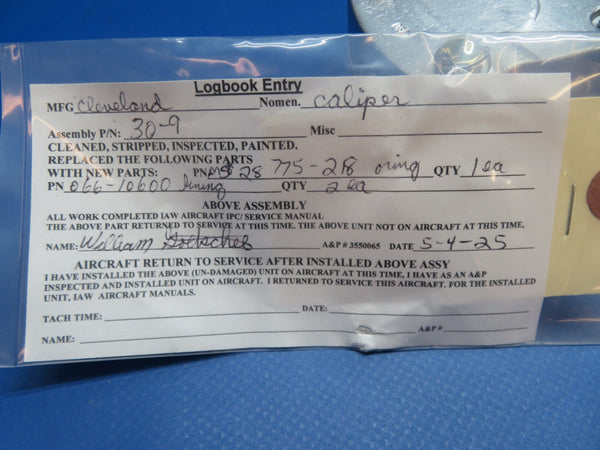 Logbook Entry
MFG Cleveland Nomen. caliper
Assembly P/N: 30-9 Misc
CLEANED, STRIPPED, INSPECTED, PAINTED.
REPLACED THE FOLLOWING PARTS
WITH NEW PARTS: PN MS 28 775-218 oring QTY 1 ea
PN 066-10600 lining QTY 2 ea
ABOVE ASSEMBLY
ALL WORK COMPLETED IAW AIRCRAFT IPC/ SERVICE MANUAL
THE ABOVE PART RETURNED TO SERVICE AT THIS TIME. THE ABOVE UNIT NOT ON AIRCRAFT AT THIS TIME.
NAME: William A&P # 3550065 DATE 5-4-25
AIRCRAFT RETURN TO SERVICE AFTER INSTALLED ABOVE ASSY
I HAVE INSTALLED THE ABOVE (UN-DAMAGED) UNIT ON AIRCRAFT AT THIS TIME, I HAVE AS AN A&P
INSPECTED AND INSTALLED UNIT ON AIRCRAFT. I RETURNED TO SERVICE THIS AIRCRAFT. FOR THE INSTALLED
UNIT, IAW AIRCRAFT MANUALS.
TACH TIME: DATE:
NAME: A&P #